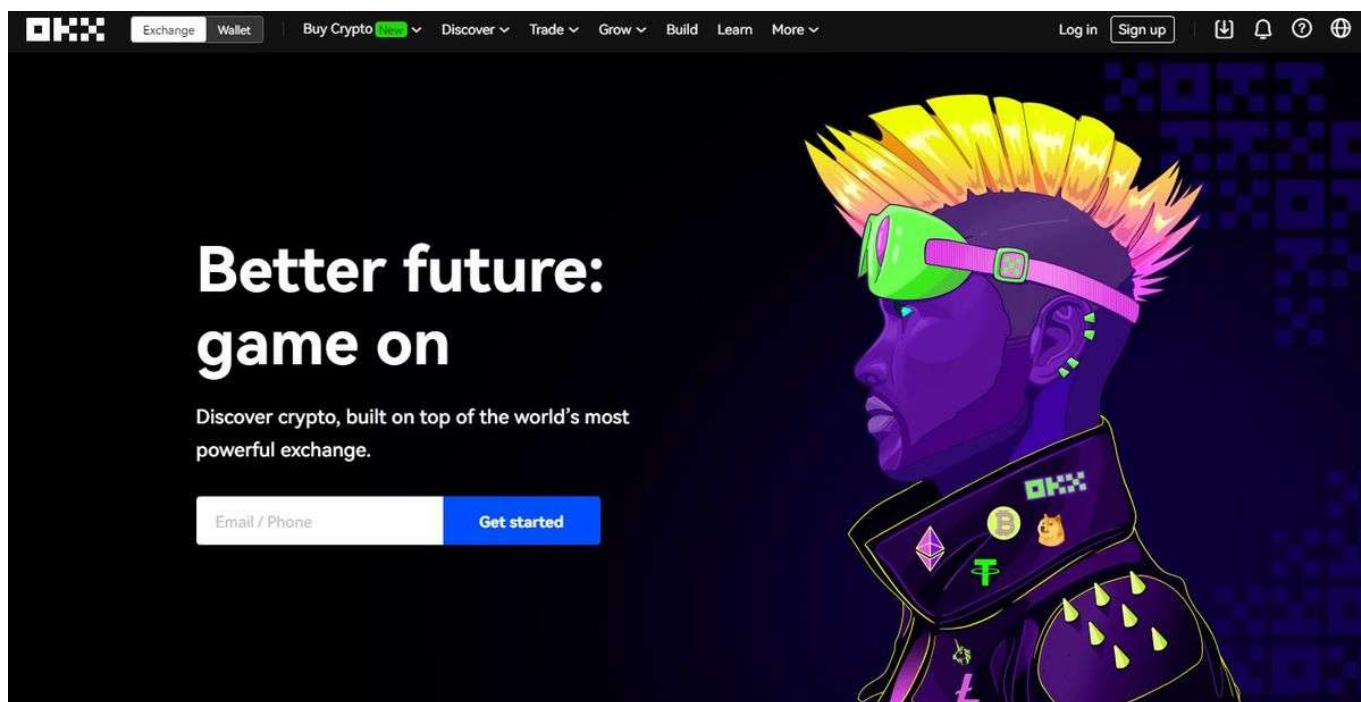 OKX
Exchange Wallet Buy Crypto New Discover Trade Grow Build Learn More Log in Sign up
Better future:
game on
Discover crypto, built on top of the world's most
powerful exchange.
Email / Phone Get started
OKX